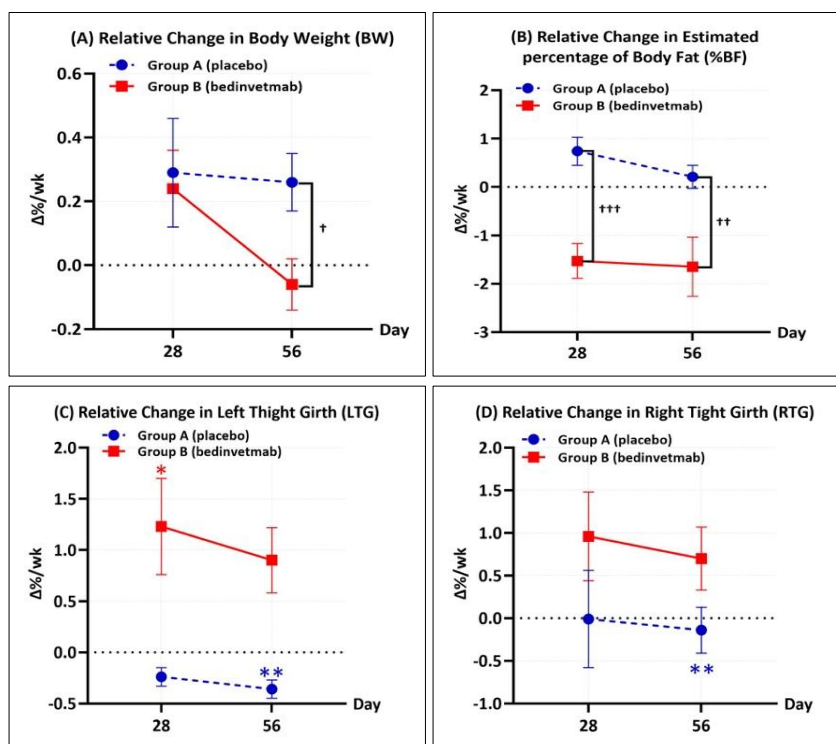 (A) Relative Change in Body Weight (BW)
Group A (placebo)
Group B (bedinvetmab)
0.6
0.4
0.2
0.0
-0.2
Δ%/wk
†
28
56
Day
(B) Relative Change in Estimated
percentage of Body Fat (%BF)
Group A (placebo)
Group B (bedinvetmab)
2
1
0
-1
-2
-3
Δ%/wk
†††
††
28
56
Day
(C) Relative Change in Left Thight Girth (LTG)
Group A (placebo)
Group B (bedinvetmab)
2.0
1.5
1.0
0.5
0.0
-0.5
Δ%/wk
*
**
28
56
Day
(D) Relative Change in Right Tight Girth (RTG)
Group A (placebo)
Group B (bedinvetmab)
2.0
1.5
1.0
0.5
0.0
-0.5
-1.0
Δ%/wk
**
28
56
Day